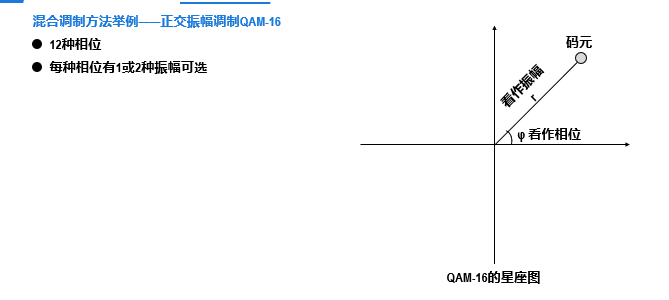 混合调制方法举例——正交振幅调制QAM-16
● 12种相位
● 每种相位有1或2种振幅可选
码元
看作振幅
r
φ 看作相位
QAM-16的星座图